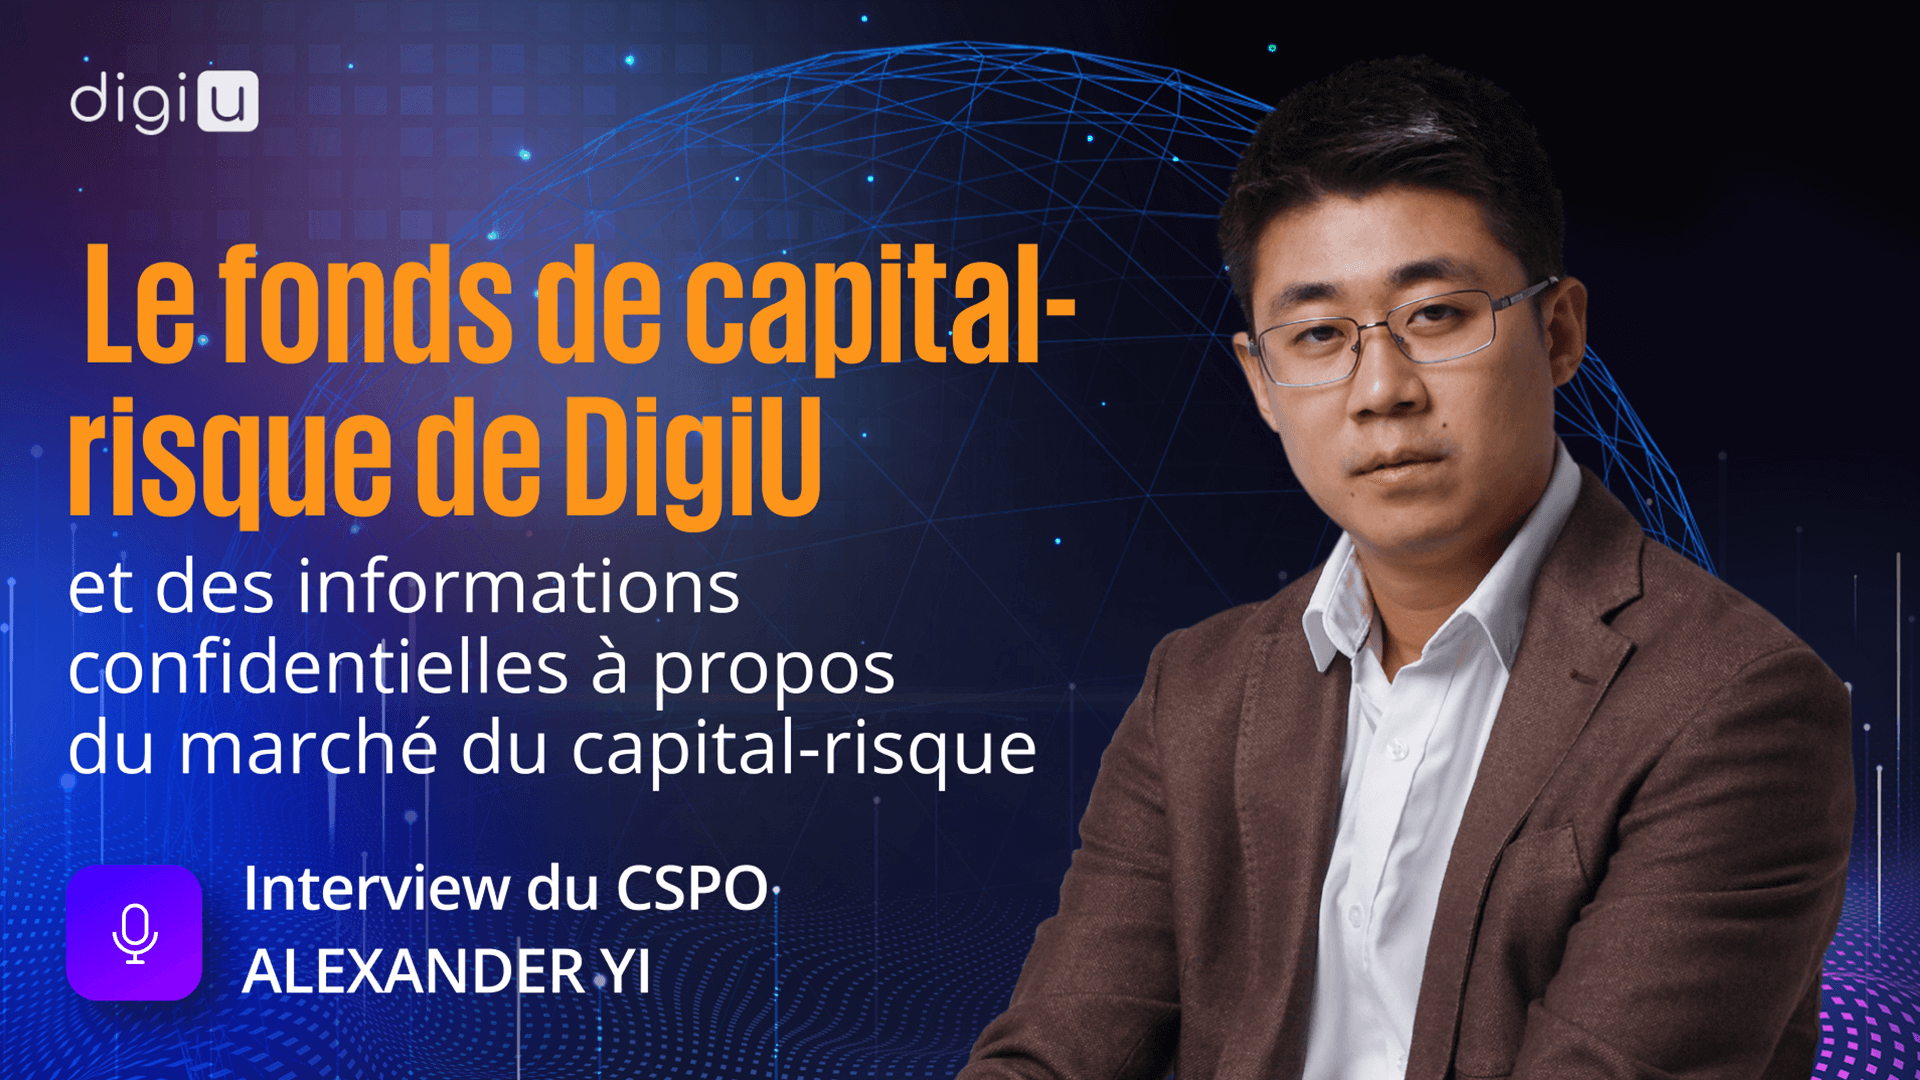 digiU
Le fonds de capital-
risque de DigiU
et des informations
confidentielles à propos
du marché du capital-risque
Interview du CSPO
ALEXANDER YI